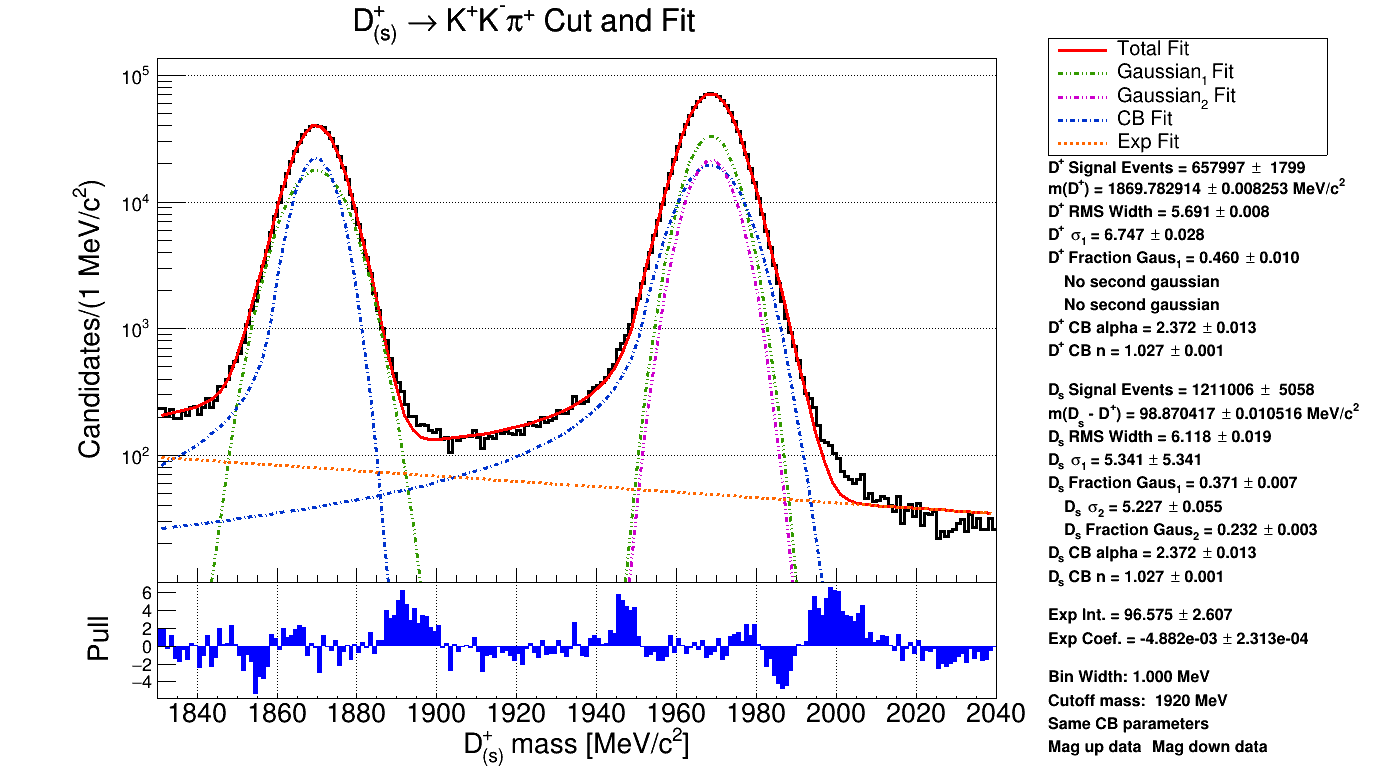 D⁺₍ₛ₎ → K⁺K⁻π⁺ Cut and Fit
Candidates/(1 MeV/c²)
10⁵
10⁴
10³
10²
Total Fit
Gaussian₁ Fit
Gaussian₂ Fit
CB Fit
Exp Fit
D⁺ Signal Events = 657997 ± 1799
m(D⁺) = 1869.782914 ± 0.008253 MeV/c²
D⁺ RMS Width = 5.691 ± 0.008
D⁺ σ₁ = 6.747 ± 0.028
D⁺ Fraction Gaus₁ = 0.460 ± 0.010
No second gaussian
No second gaussian
D⁺ CB alpha = 2.372 ± 0.013
D⁺ CB n = 1.027 ± 0.001
Dₛ Signal Events = 1211006 ± 5058
m(Dₛ - D⁺) = 98.870417 ± 0.010516 MeV/c²
Dₛ RMS Width = 6.118 ± 0.019
Dₛ σ₁ = 5.341 ± 5.341
Dₛ Fraction Gaus₁ = 0.371 ± 0.007
Dₛ σ₂ = 5.227 ± 0.055
Dₛ Fraction Gaus₂ = 0.232 ± 0.003
Dₛ CB alpha = 2.372 ± 0.013
Dₛ CB n = 1.027 ± 0.001
Exp Int. = 96.575 ± 2.607
Exp Coef. = -4.882e-03 ± 2.313e-04
Bin Width: 1.000 MeV
Cutoff mass: 1920 MeV
Same CB parameters
Mag up data Mag down data
Pull
6
4
2
0
−2
−4
1840 1860 1880 1900 1920 1940 1960 1980 2000 2020 2040
D⁺₍ₛ₎ mass [MeV/c²]